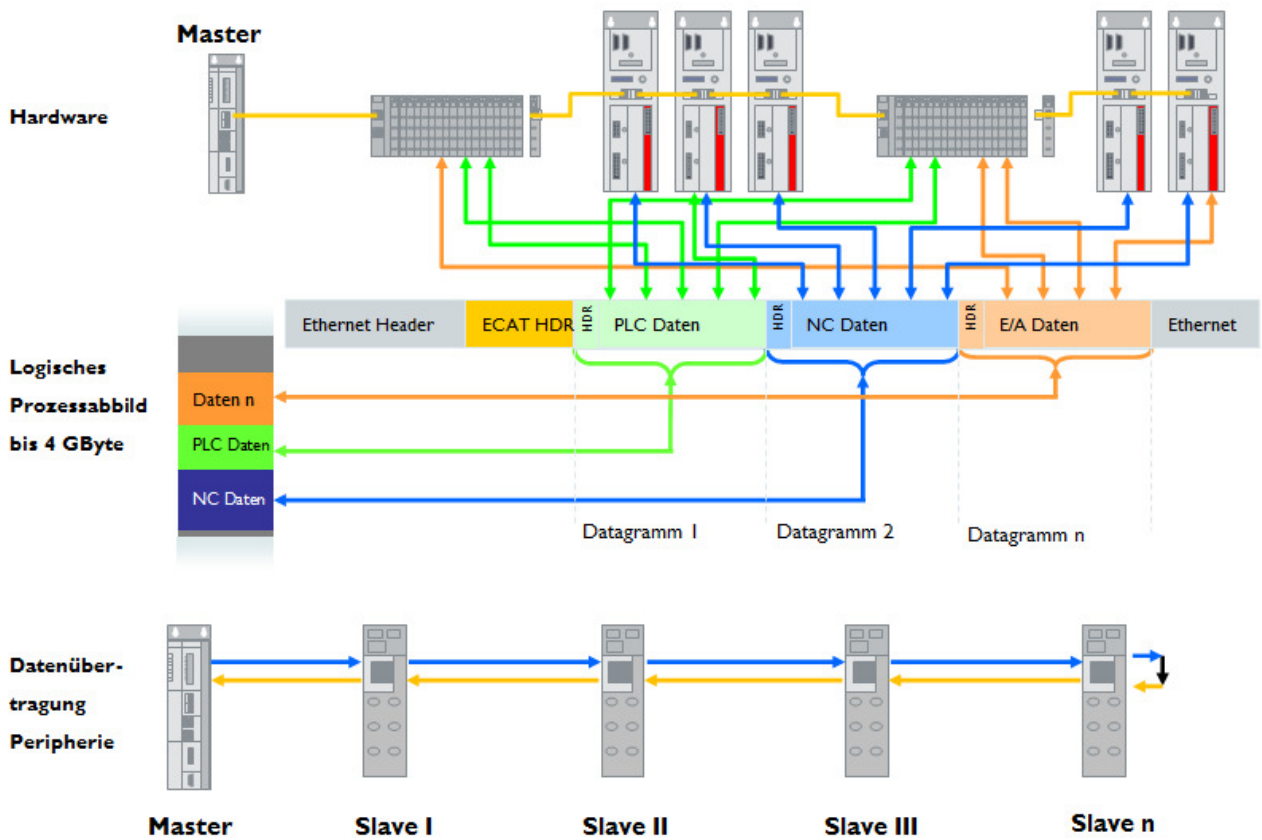 Master
Hardware
Ethernet Header
ECAT HDR
HDR
PLC Daten
HDR
NC Daten
HDR
E/A Daten
Ethernet
Logisches
Prozessabbild
bis 4 GByte
Daten n
PLC Daten
NC Daten
Datagramm 1
Datagramm 2
Datagramm n
Datenüber-
tragung
Peripherie
Master
Slave I
Slave II
Slave III
Slave n